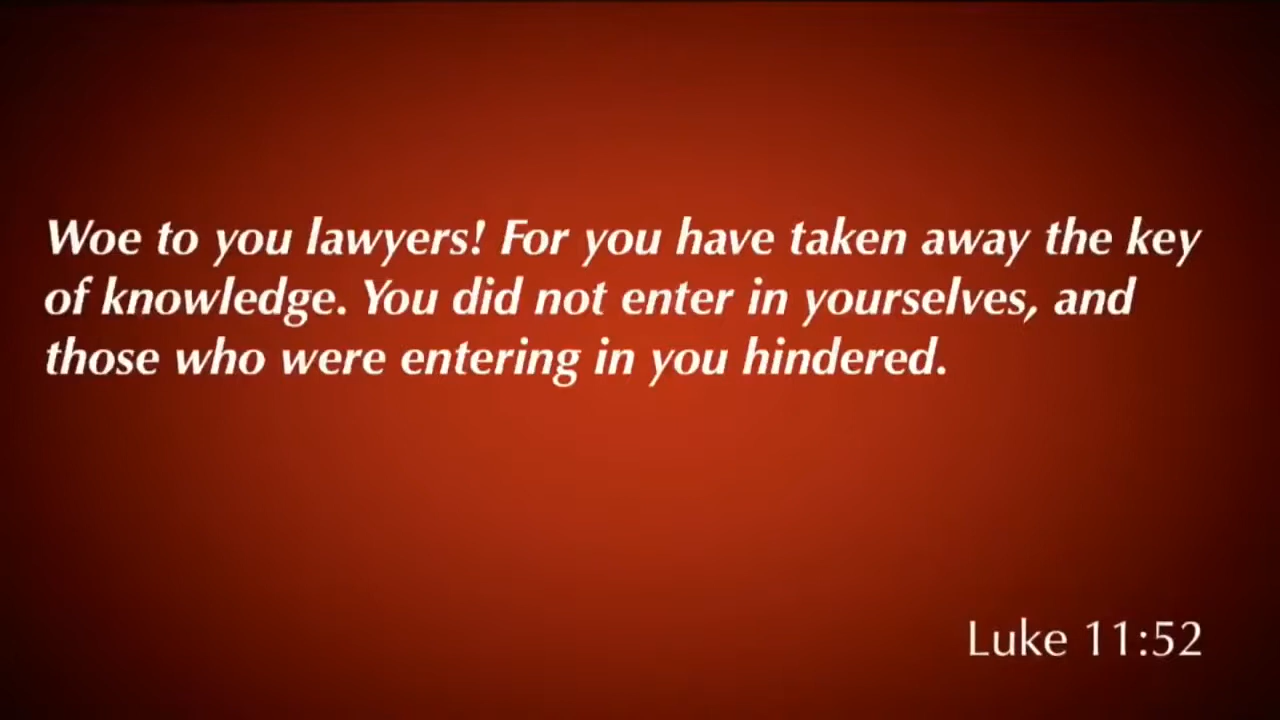 Woe to you lawyers! For you have taken away the key
of knowledge. You did not enter in yourselves, and
those who were entering in you hindered.
Luke 11:52